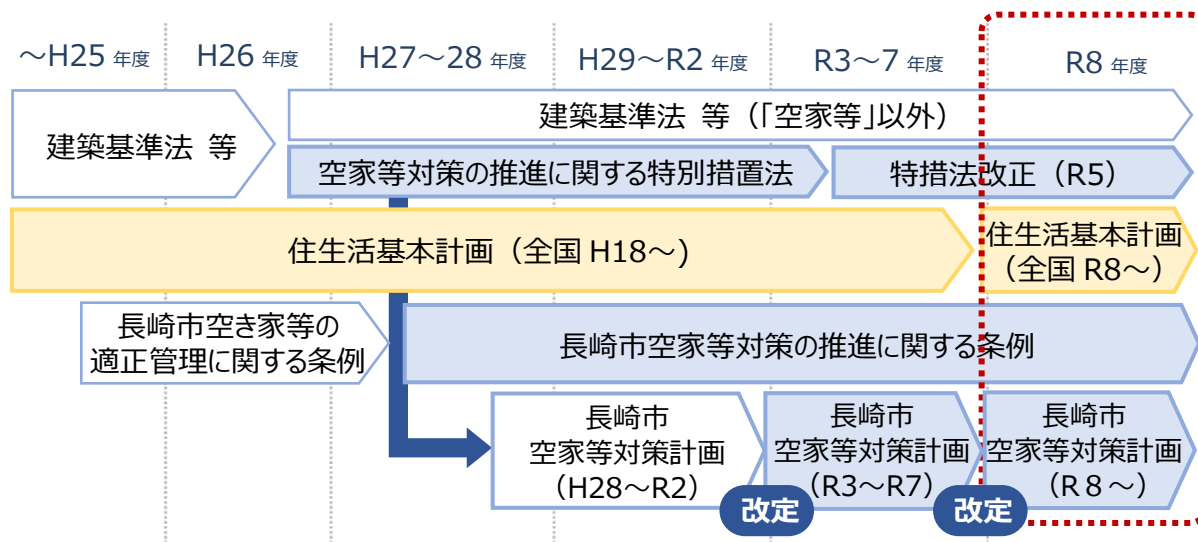 ～H25 年度
H26 年度
H27～28 年度
H29～R2 年度
R3～7 年度
R8 年度
建築基準法 等
建築基準法 等（「空家等」以外）
空家等対策の推進に関する特別措置法
特措法改正（R5）
住生活基本計画（全国 H18～)
住生活基本計画
（全国 R8～）
長崎市空き家等の
適正管理に関する条例
長崎市空家等対策の推進に関する条例
長崎市
空家等対策計画
（H28～R2）
改定
長崎市
空家等対策計画
（R3～R7）
改定
長崎市
空家等対策計画
（R８～）